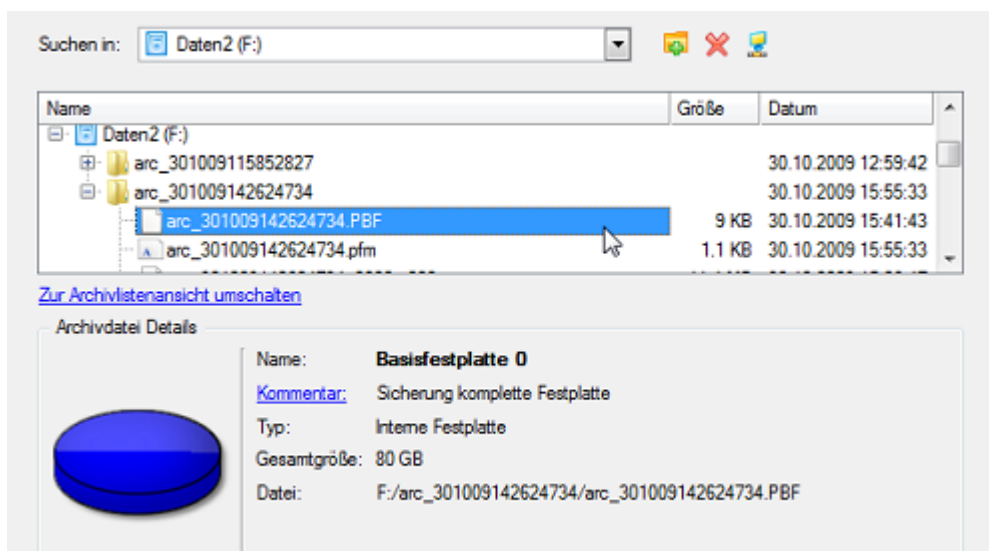 Suchen in: Daten2 (F:)
Name Größe Datum
Daten2 (F:)
arc_301009115852827 30.10.2009 12:59:42
arc_301009142624734 30.10.2009 15:55:33
arc_301009142624734.PBF 9 KB 30.10.2009 15:41:43
arc_301009142624734.pfm 1.1 KB 30.10.2009 15:55:33
Zur Archivlistenansicht umschalten
Archivdatei Details
Name: Basisfestplatte 0
Kommentar: Sicherung komplette Festplatte
Typ: Interne Festplatte
Gesamtgröße: 80 GB
Datei: F:/arc_301009142624734/arc_301009142624734.PBF